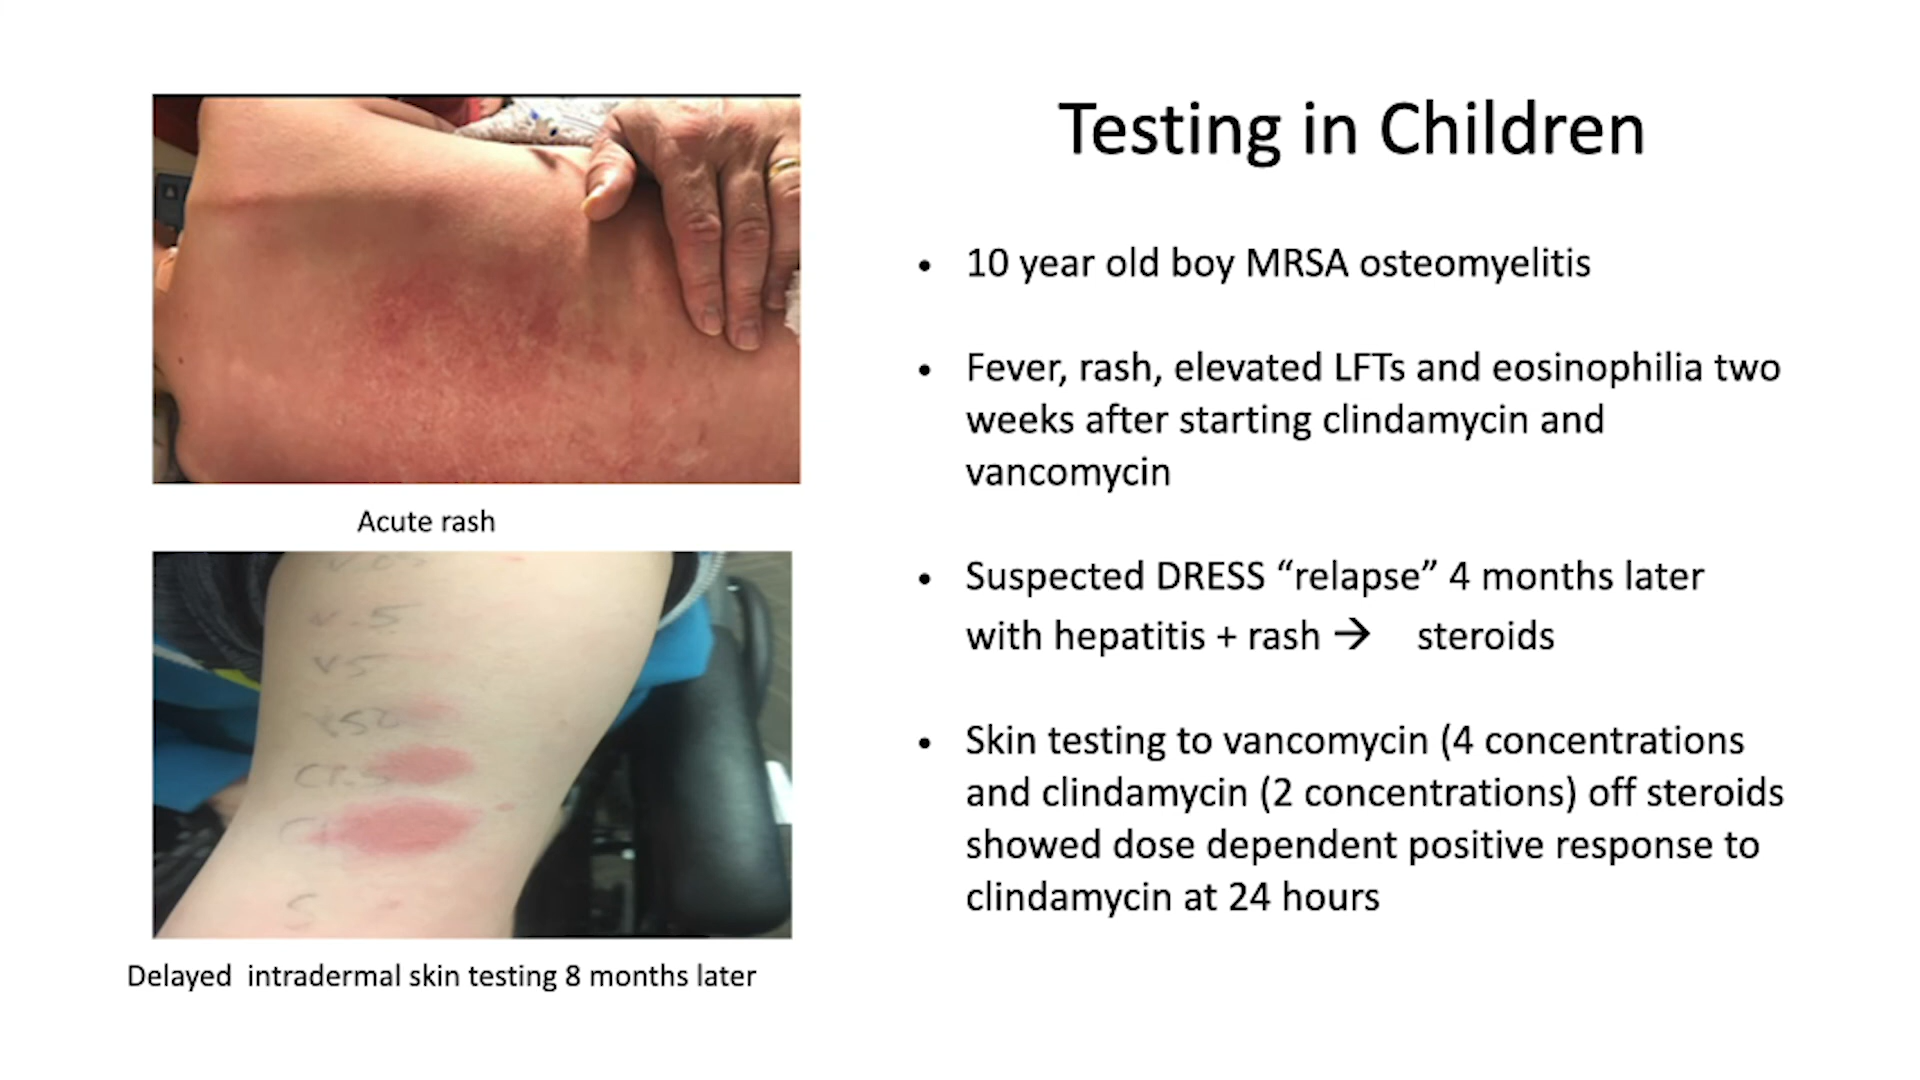 Testing in Children
• 10 year old boy MRSA osteomyelitis
• Fever, rash, elevated LFTs and eosinophilia two
weeks after starting clindamycin and
vancomycin
• Suspected DRESS “relapse” 4 months later
with hepatitis + rash → steroids
• Skin testing to vancomycin (4 concentrations
and clindamycin (2 concentrations) off steroids
showed dose dependent positive response to
clindamycin at 24 hours
Acute rash
V.5
V5
S
Delayed intradermal skin testing 8 months later